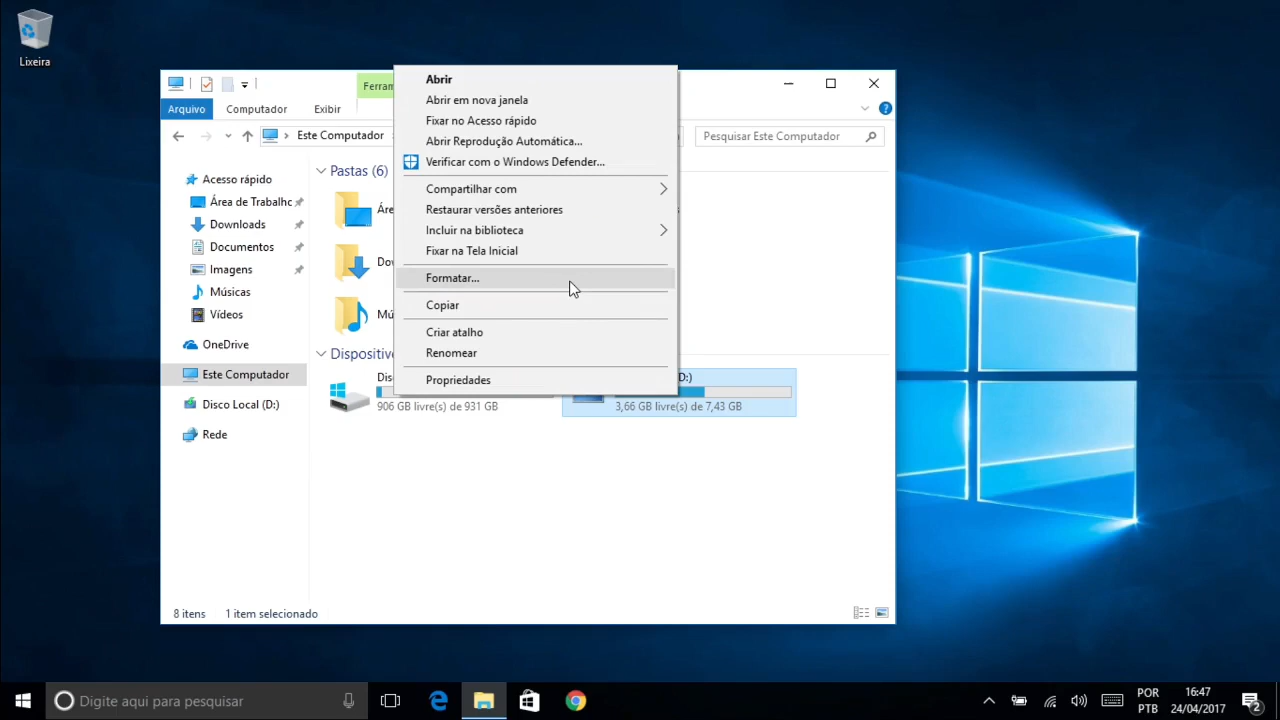 Lixeira
Arquivo
Computador
Exibir
Este Computador
Pesquisar Este Computador
Acesso rápido
Área de Trabalho
Downloads
Documentos
Imagens
Músicas
Vídeos
OneDrive
Este Computador
Disco Local (D:)
Rede
Pastas (6)
Abrir
Abrir em nova janela
Fixar no Acesso rápido
Abrir Reprodução Automática...
Verificar com o Windows Defender...
Compartilhar com
Restaurar versões anteriores
Incluir na biblioteca
Fixar na Tela Inicial
Formatar...
Copiar
Criar atalho
Renomear
Propriedades
D:)
906 GB livre(s) de 931 GB
3,66 GB livre(s) de 7,43 GB
8 itens
1 item selecionado
Digite aqui para pesquisar
POR
PTB
16:47
24/04/2017
2